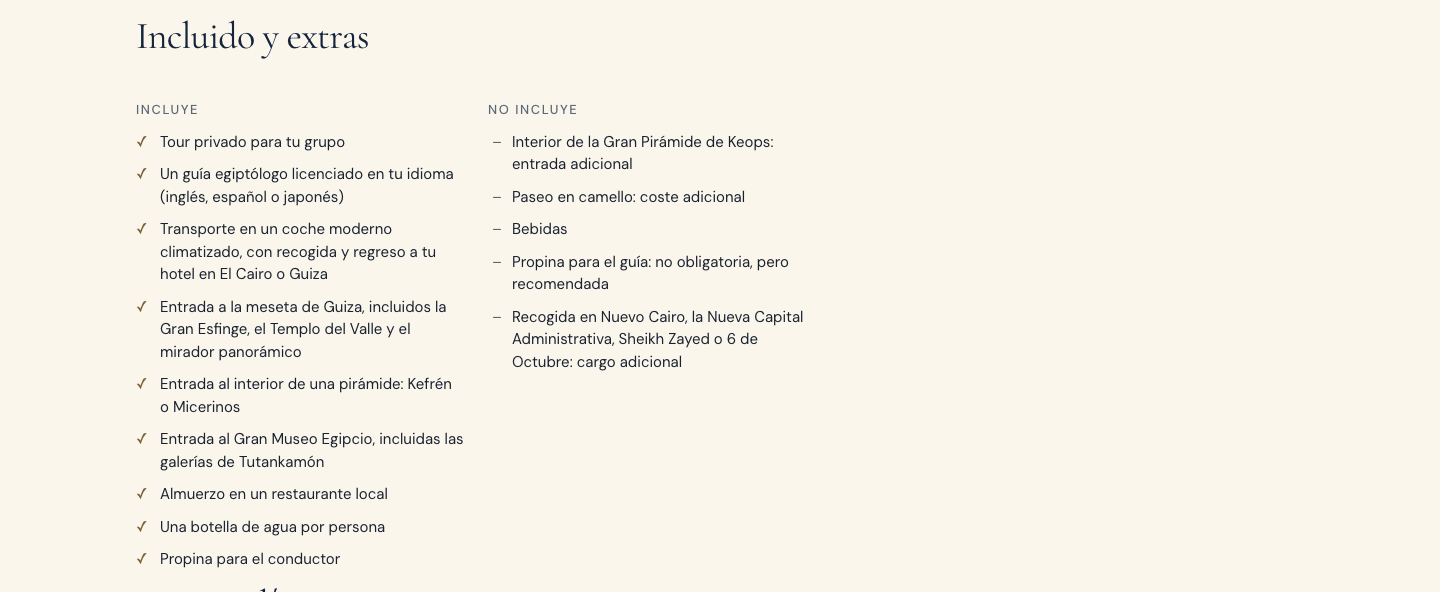 Incluido y extras
INCLUYE
✓ Tour privado para tu grupo
✓ Un guía egiptólogo licenciado en tu idioma
(inglés, español o japonés)
✓ Transporte en un coche moderno
climatizado, con recogida y regreso a tu
hotel en El Cairo o Guiza
✓ Entrada a la meseta de Guiza, incluidos la
Gran Esfinge, el Templo del Valle y el
mirador panorámico
✓ Entrada al interior de una pirámide: Kefrén
o Micerinos
✓ Entrada al Gran Museo Egipcio, incluidas las
galerías de Tutankamón
✓ Almuerzo en un restaurante local
✓ Una botella de agua por persona
✓ Propina para el conductor
NO INCLUYE
– Interior de la Gran Pirámide de Keops:
entrada adicional
– Paseo en camello: coste adicional
– Bebidas
– Propina para el guía: no obligatoria, pero
recomendada
– Recogida en Nuevo Cairo, la Nueva Capital
Administrativa, Sheikh Zayed o 6 de
Octubre: cargo adicional